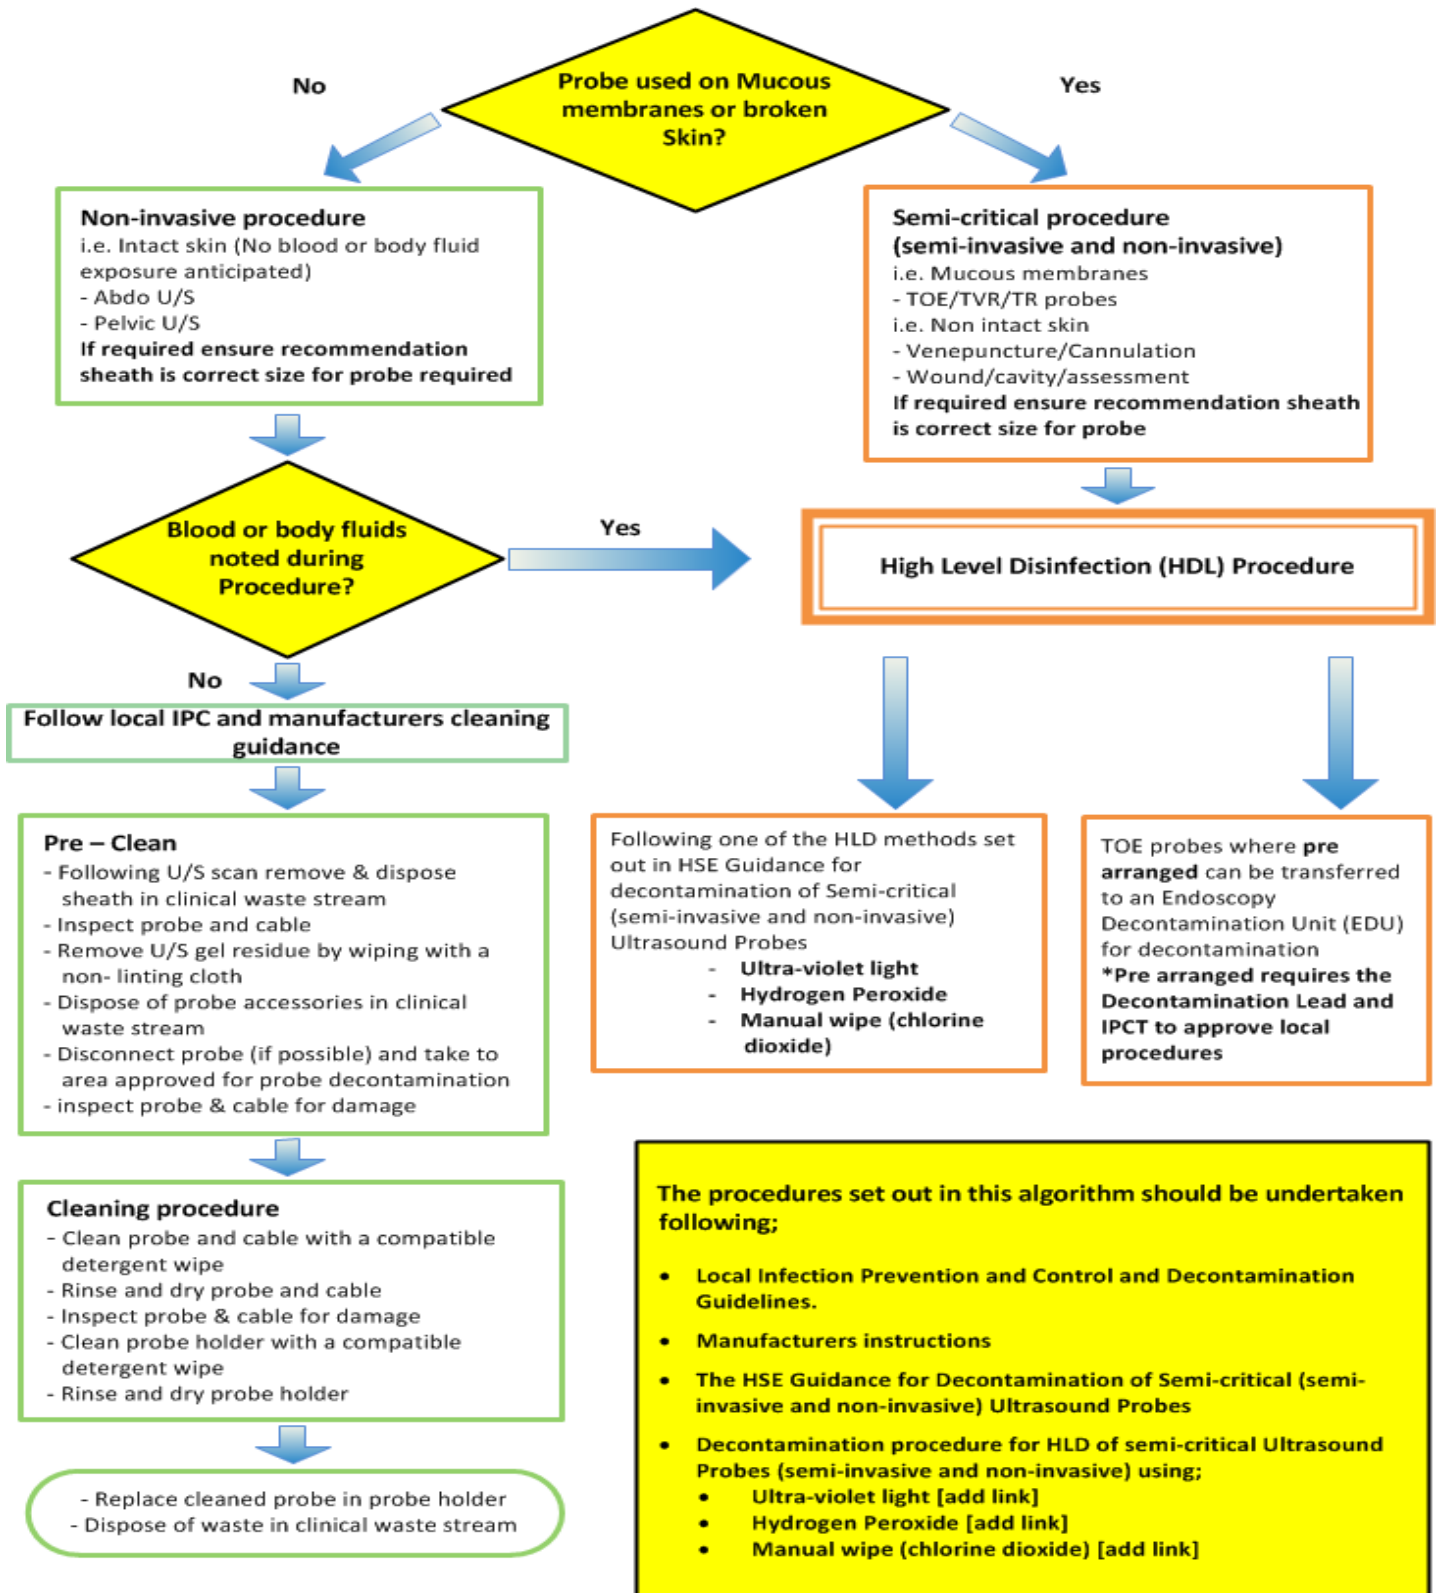 No
Probe used on Mucous
membranes or broken
Skin?
Yes
Non-invasive procedure
i.e. Intact skin (No blood or body fluid
exposure anticipated)
- Abdo U/S
- Pelvic U/S
If required ensure recommendation
sheath is correct size for probe required
Semi-critical procedure
(semi-invasive and non-invasive)
i.e. Mucous membranes
- TOE/TVR/TR probes
i.e. Non intact skin
- Venepuncture/Cannulation
- Wound/cavity/assessment
If required ensure recommendation sheath
is correct size for probe
Blood or body fluids
noted during
Procedure?
Yes
High Level Disinfection (HDL) Procedure
No
Follow local IPC and manufacturers cleaning
guidance
Pre – Clean
- Following U/S scan remove & dispose
sheath in clinical waste stream
- Inspect probe and cable
- Remove U/S gel residue by wiping with a
non- linting cloth
- Dispose of probe accessories in clinical
waste stream
- Disconnect probe (if possible) and take to
area approved for probe decontamination
- inspect probe & cable for damage
Following one of the HLD methods set
out in HSE Guidance for
decontamination of Semi-critical
(semi-invasive and non-invasive)
Ultrasound Probes
- Ultra-violet light
- Hydrogen Peroxide
- Manual wipe (chlorine
dioxide)
TOE probes where pre
arranged can be transferred
to an Endoscopy
Decontamination Unit (EDU)
for decontamination
*Pre arranged requires the
Decontamination Lead and
IPCT to approve local
procedures
Cleaning procedure
- Clean probe and cable with a compatible
detergent wipe
- Rinse and dry probe and cable
- Inspect probe & cable for damage
- Clean probe holder with a compatible
detergent wipe
- Rinse and dry probe holder
- Replace cleaned probe in probe holder
- Dispose of waste in clinical waste stream
The procedures set out in this algorithm should be undertaken
following;
• Local Infection Prevention and Control and Decontamination
Guidelines.
• Manufacturers instructions
• The HSE Guidance for Decontamination of Semi-critical (semi-
invasive and non-invasive) Ultrasound Probes
• Decontamination procedure for HLD of semi-critical Ultrasound
Probes (semi-invasive and non-invasive) using;
• Ultra-violet light [add link]
• Hydrogen Peroxide [add link]
• Manual wipe (chlorine dioxide) [add link]